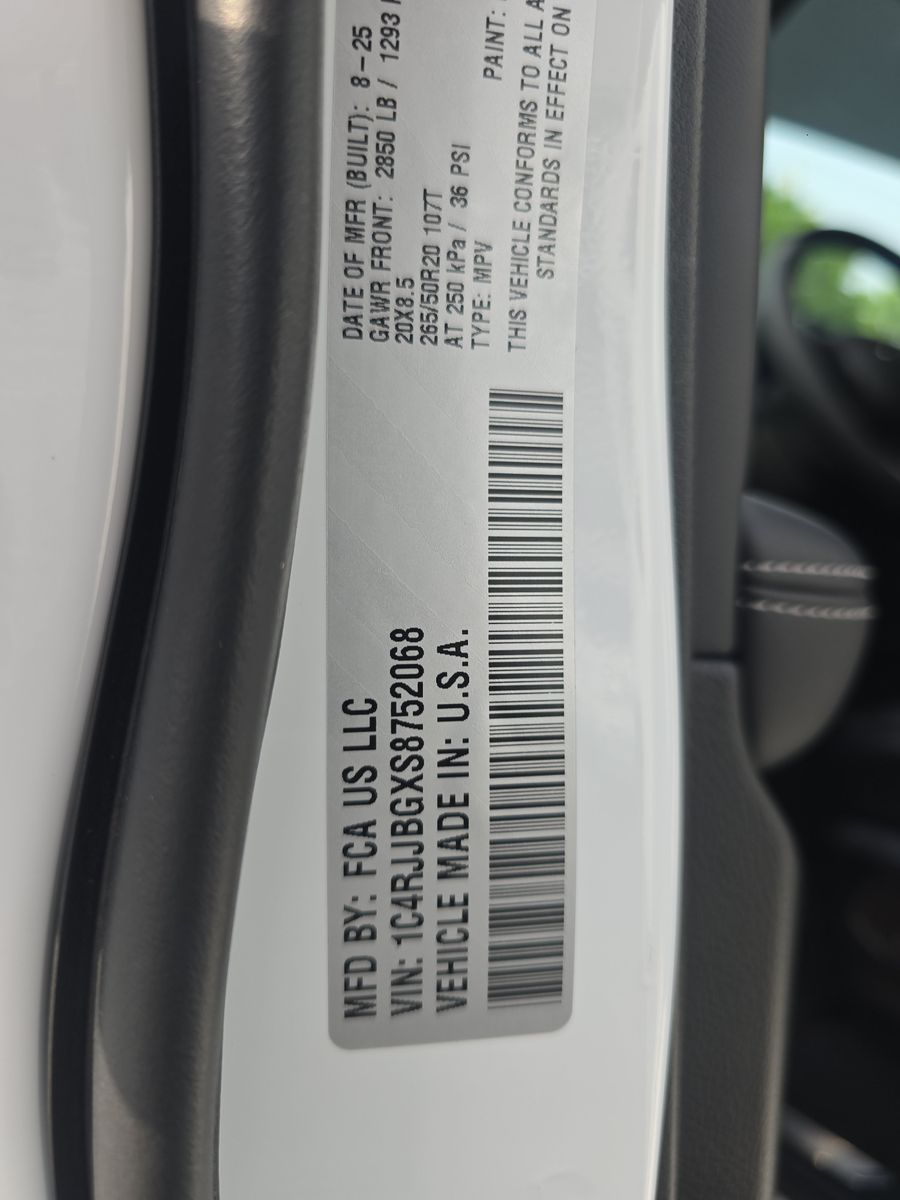 MFD BY: FCA US LLC
VIN: 1C4RJJBGXS8752068
VEHICLE MADE IN: U.S.A.
DATE OF MFR (BUILT): 8-25
GAWR FRONT: 2850 LB / 1293
20X8.5
265/50R20 107T
AT 250 kPa / 36 PSI
TYPE: MPV PAINT:
THIS VEHICLE CONFORMS TO ALL A
STANDARDS IN EFFECT ON